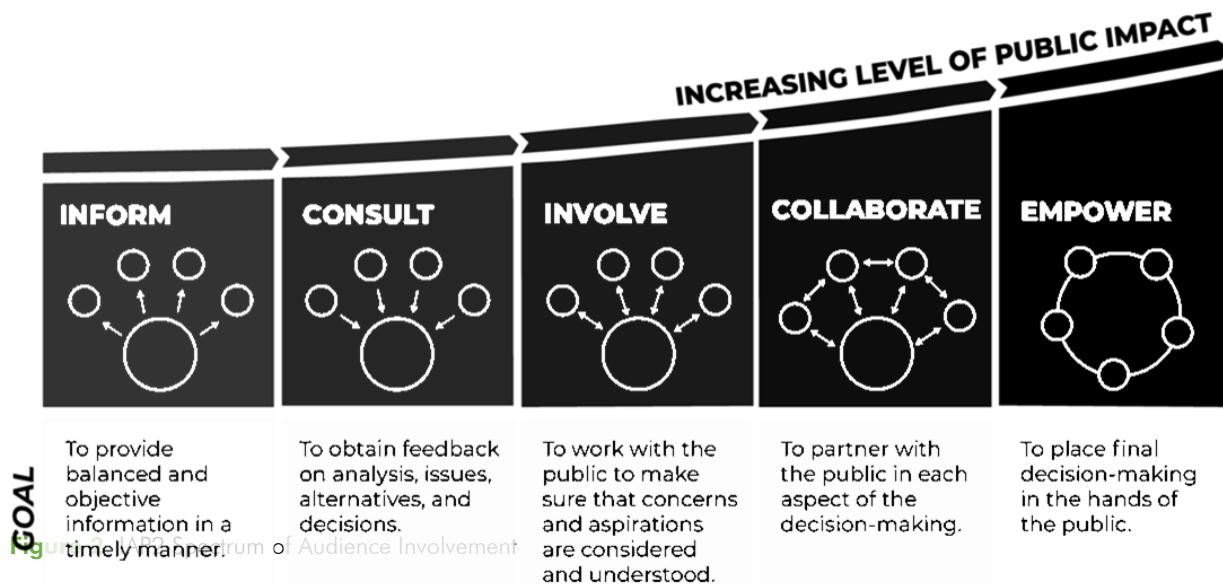 INCREASING LEVEL OF PUBLIC IMPACT
INFORM
CONSULT
INVOLVE
COLLABORATE
EMPOWER
GOAL
To provide
balanced and
objective
information in a
timely manner.
To obtain feedback
on analysis, issues,
alternatives, and
decisions.
To work with the
public to make
sure that concerns
and aspirations
are considered
and understood.
To partner with
the public in each
aspect of the
decision-making.
To place final
decision-making
in the hands of
the public.
Spectrum of Audience Involvement